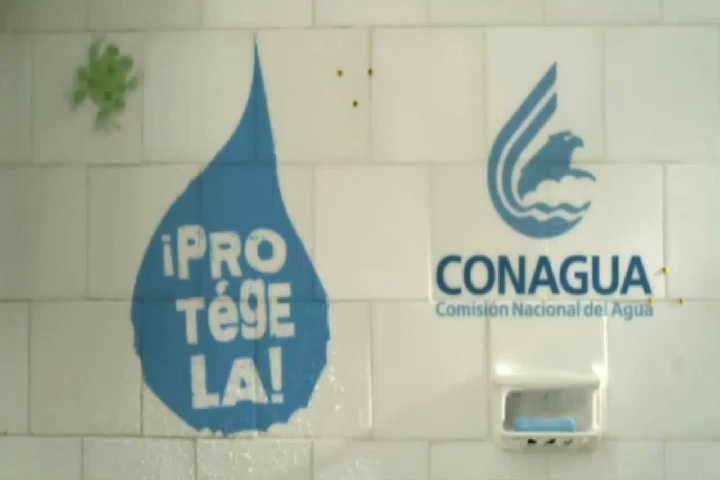 ¡PRO
TégE
LA!
CONAGUA
Comisión Nacional del Agua